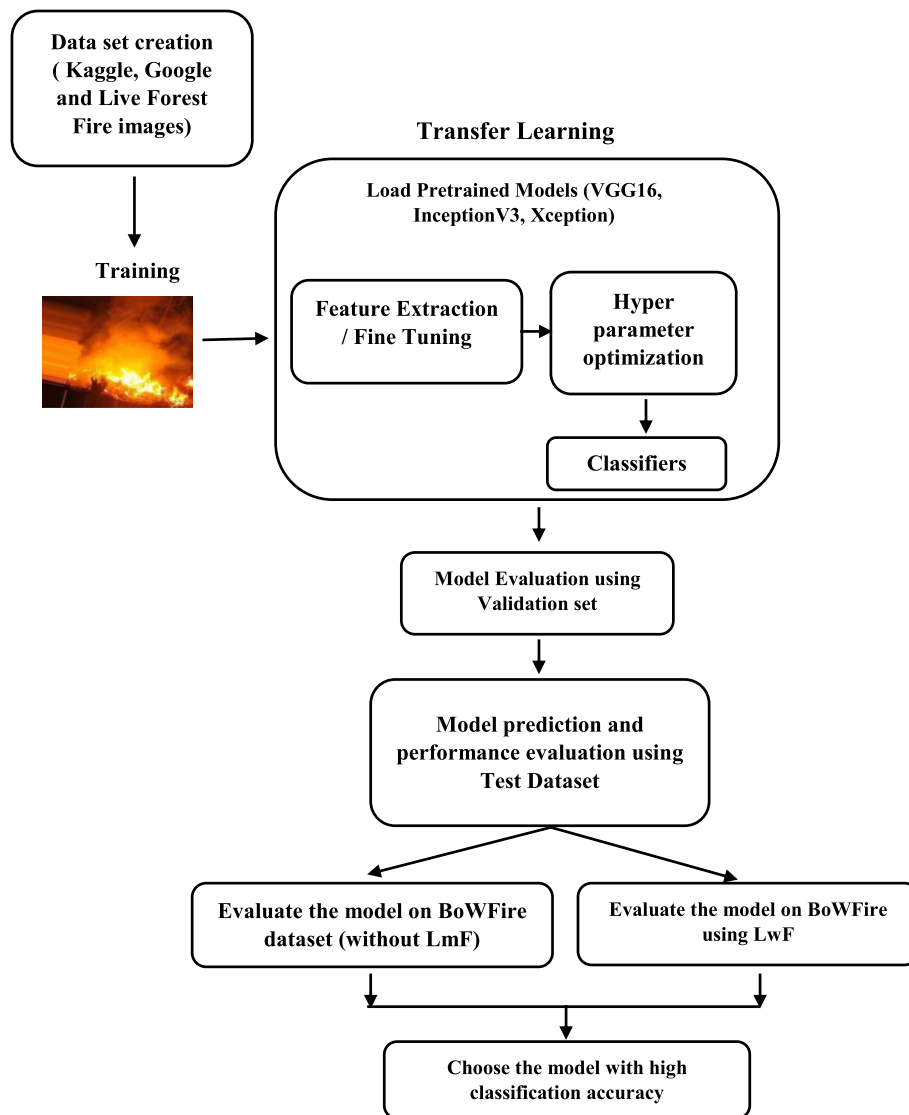 Data set creation
( Kaggle, Google
and Live Forest
Fire images)
Training
Transfer Learning
Load Pretrained Models (VGG16,
InceptionV3, Xception)
Feature Extraction
/ Fine Tuning
Hyper
parameter
optimization
Classifiers
Model Evaluation using
Validation set
Model prediction and
performance evaluation using
Test Dataset
Evaluate the model on BoWFire
dataset (without LmF)
Evaluate the model on BoWFire
using LwF
Choose the model with high
classification accuracy